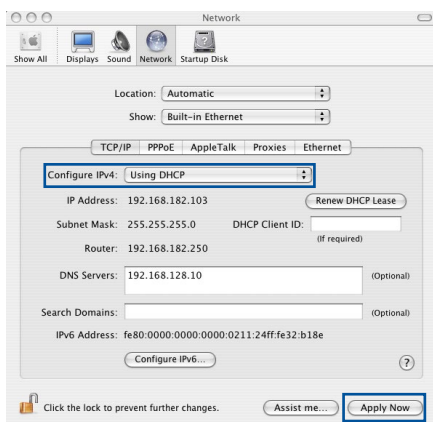 Network
Show All Displays Sound Network Startup Disk
Location: Automatic
Show: Built-in Ethernet
TCP/IP PPPoE AppleTalk Proxies Ethernet
Configure IPv4: Using DHCP
IP Address: 192.168.182.103 Renew DHCP Lease
Subnet Mask: 255.255.255.0 DHCP Client ID:
(If required)
Router: 192.168.182.250
DNS Servers: 192.168.128.10 (Optional)
Search Domains: (Optional)
IPv6 Address: fe80:0000:0000:0000:0211:24ff:fe32:b18e
Configure IPv6... ?
Click the lock to prevent further changes. Assist me... Apply Now